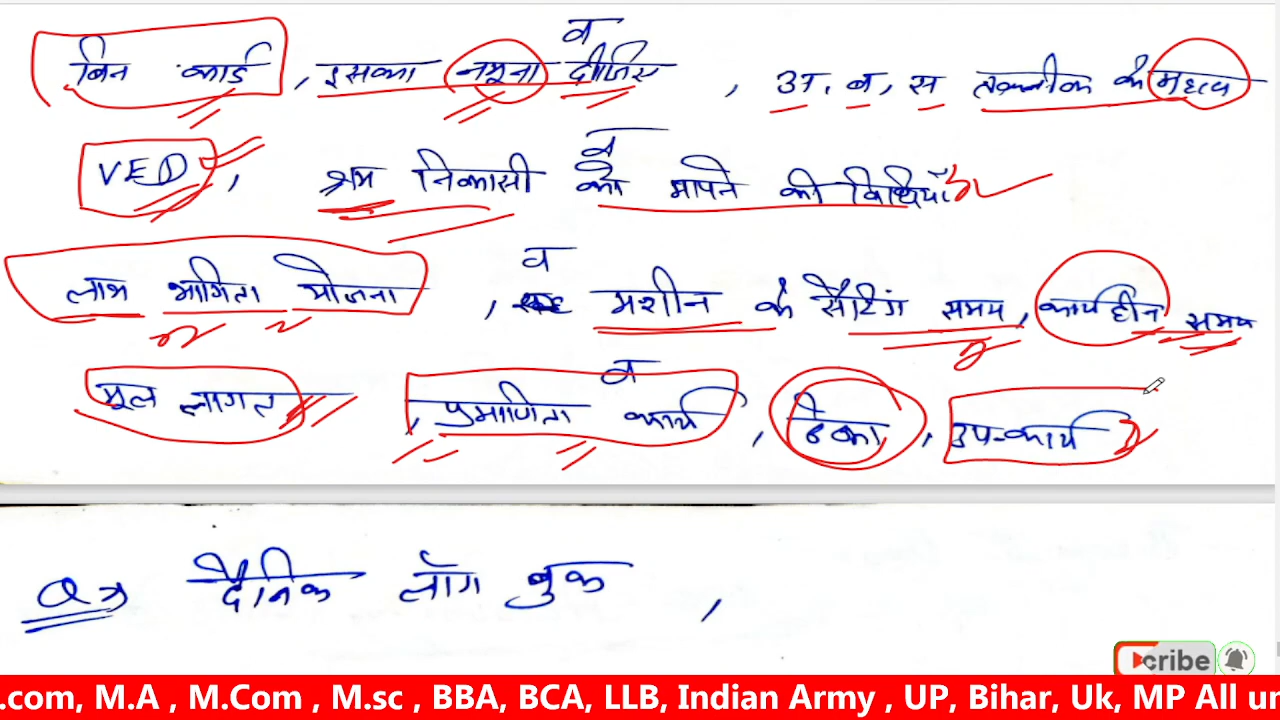 व
बिन कार्ड , इसका नमूना दीजिए , अ. ब, स तकनीक के महत्व
VED , श्रम निकासी व को मापने की विधियाँ
लाभ भागिता योजना , व मशीन के सैटिंग समय, कार्यहीन समय
मूल लागत , व प्रमाणिता कार्य , ठेका , उप-कार्य
Q दैनिक लॉग बुक ,
cribe
.com, M.A , M.Com , M.sc , BBA, BCA, LLB, Indian Army , UP, Bihar, Uk, MP All un